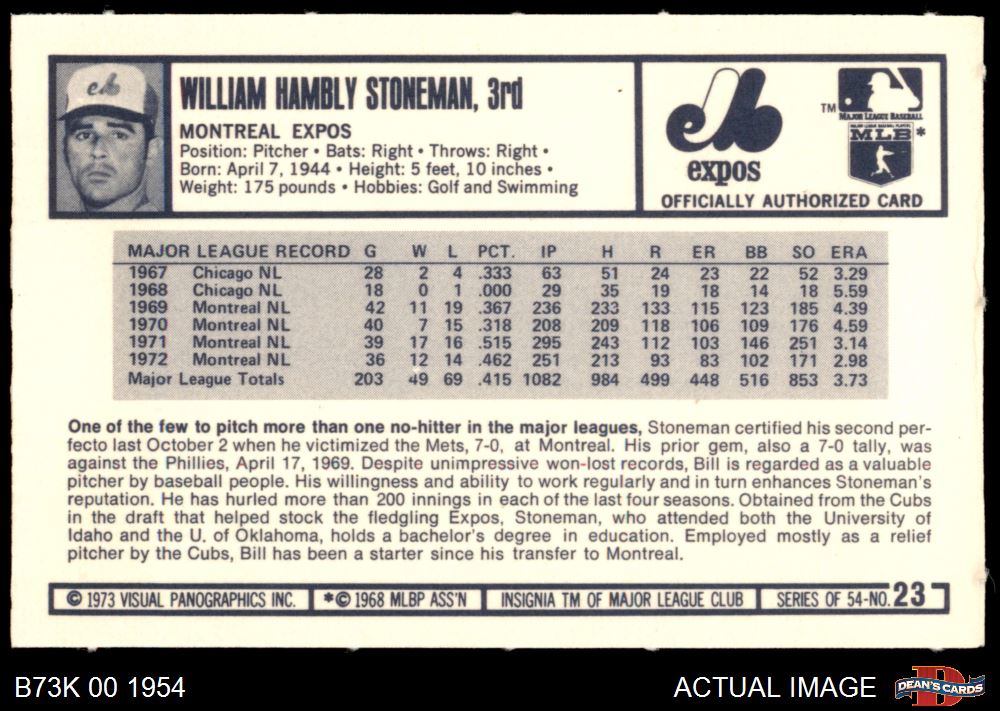 WILLIAM HAMBLY STONEMAN, 3rd
MONTREAL EXPOS
Position: Pitcher • Bats: Right • Throws: Right •
Born: April 7, 1944 • Height: 5 feet, 10 inches •
Weight: 175 pounds • Hobbies: Golf and Swimming
expos
TM
MAJOR LEAGUE BASEBALL
MAJOR LEAGUE BASEBALL PLAYERS
MLB*
OFFICIALLY AUTHORIZED CARD
MAJOR LEAGUE RECORD G W L PCT. IP H R ER BB SO ERA
1967 Chicago NL 28 2 4 .333 63 51 24 23 22 52 3.29
1968 Chicago NL 18 0 1 .000 29 35 19 18 14 18 5.59
1969 Montreal NL 42 11 19 .367 236 233 133 115 123 185 4.39
1970 Montreal NL 40 7 15 .318 208 209 118 106 109 176 4.59
1971 Montreal NL 39 17 16 .515 295 243 112 103 146 251 3.14
1972 Montreal NL 36 12 14 .462 251 213 93 83 102 171 2.98
Major League Totals 203 49 69 .415 1082 984 499 448 516 853 3.73
One of the few to pitch more than one no-hitter in the major leagues, Stoneman certified his second per-
fecto last October 2 when he victimized the Mets, 7-0, at Montreal. His prior gem, also a 7-0 tally, was
against the Phillies, April 17, 1969. Despite unimpressive won-lost records, Bill is regarded as a valuable
pitcher by baseball people. His willingness and ability to work regularly and in turn enhances Stoneman's
reputation. He has hurled more than 200 innings in each of the last four seasons. Obtained from the Cubs
in the draft that helped stock the fledgling Expos, Stoneman, who attended both the University of
Idaho and the U. of Oklahoma, holds a bachelor's degree in education. Employed mostly as a relief
pitcher by the Cubs, Bill has been a starter since his transfer to Montreal.
© 1973 VISUAL PANOGRAPHICS INC. *© 1968 MLBP ASS'N INSIGNIA TM OF MAJOR LEAGUE CLUB SERIES OF 54-NO. 23
B73K 00 1954
ACTUAL IMAGE
DEAN'S CARDS